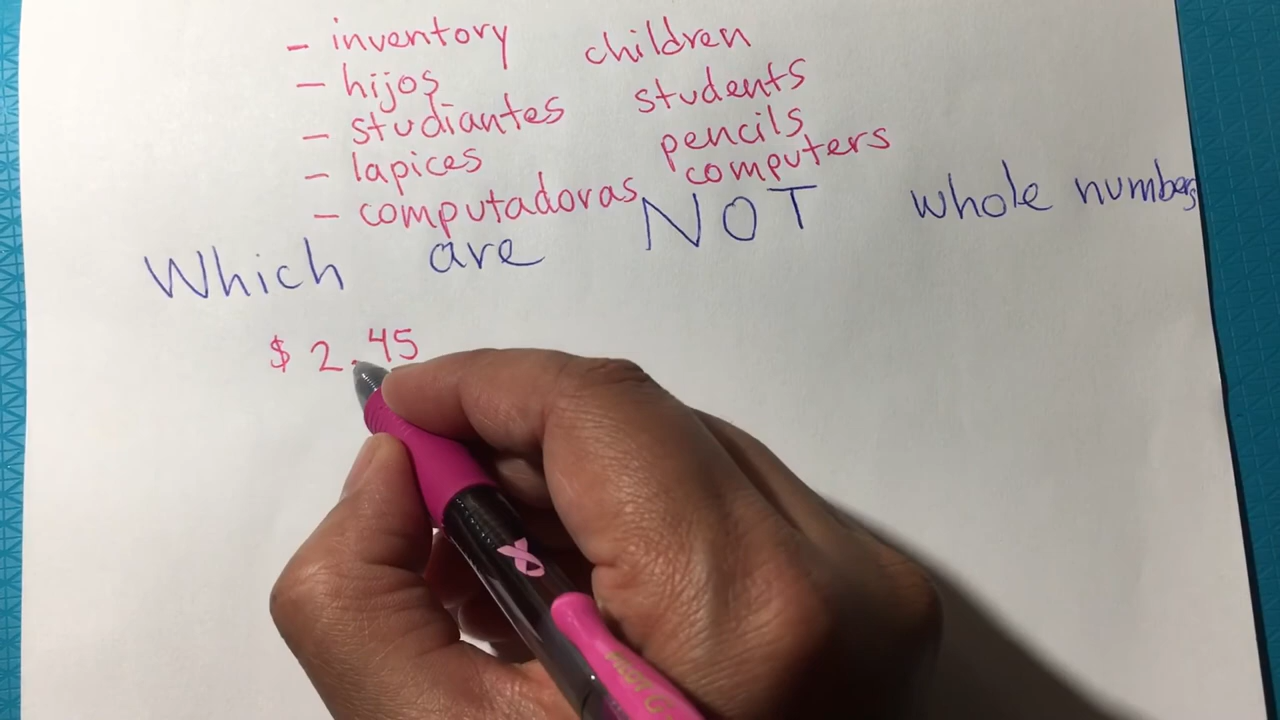 - inventory
- hijos children
- studiantes students
- lapices pencils
- computadoras computers
Which are NOT whole numbers
$ 2.45